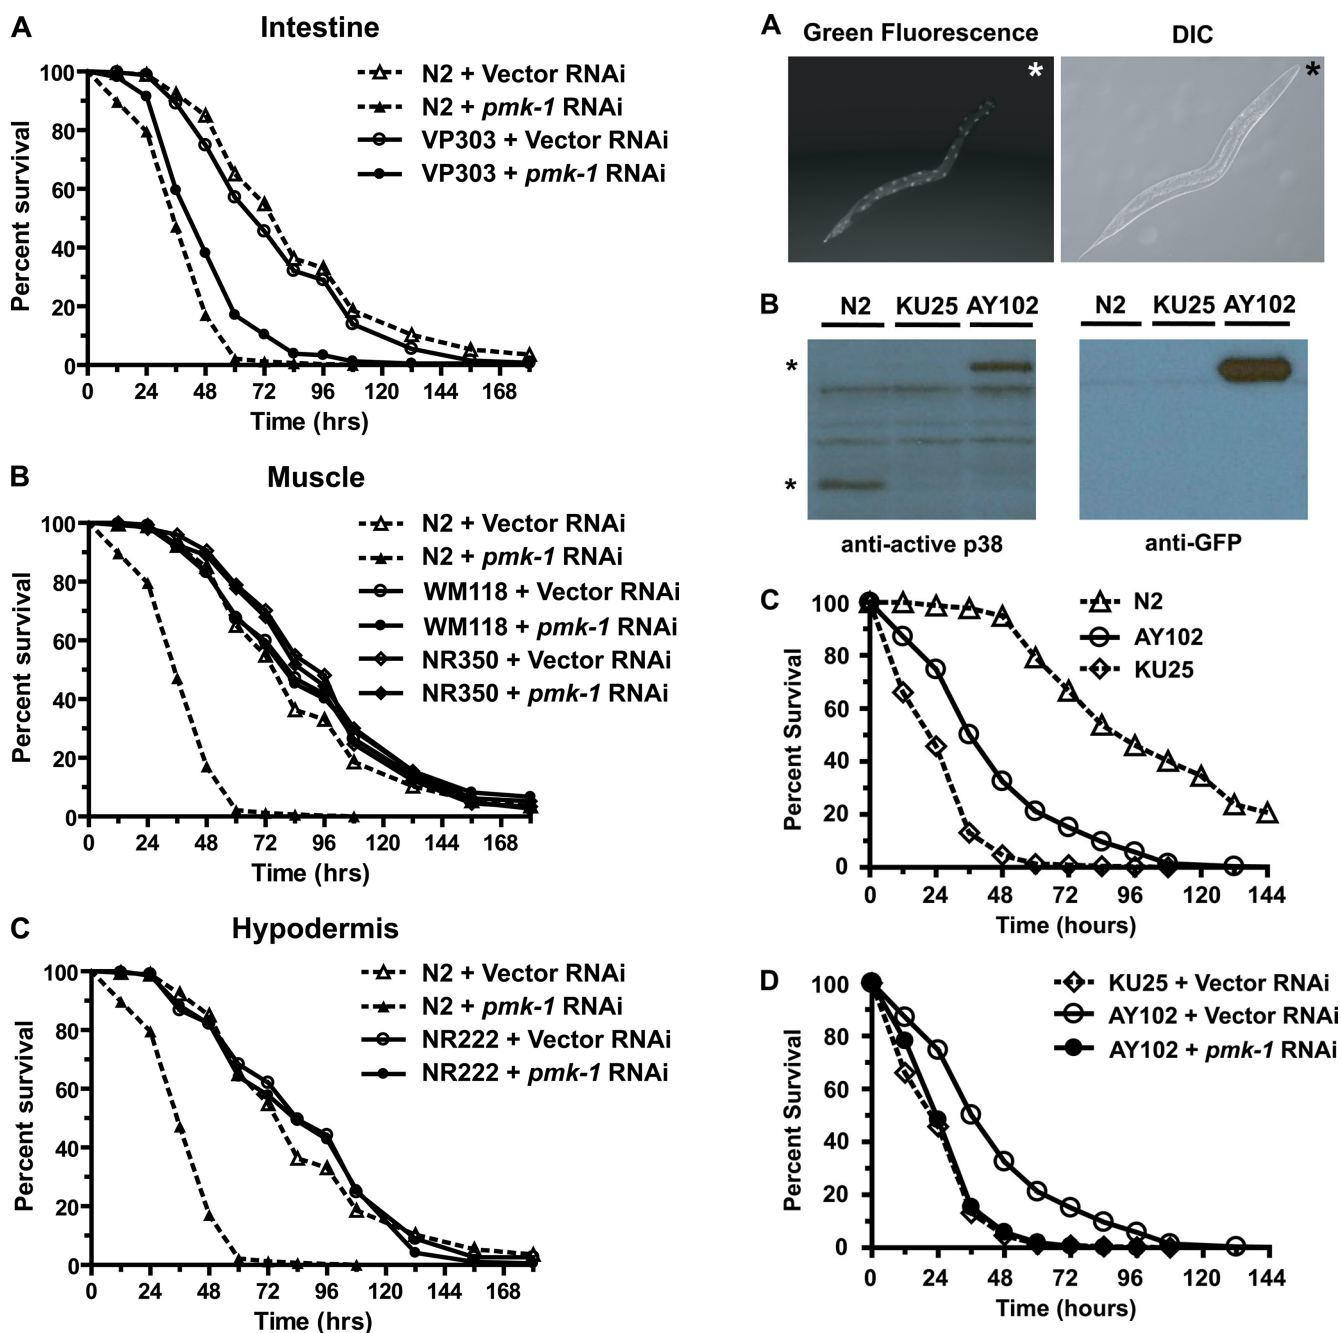 A
Intestine
N2 + Vector RNAi
N2 + pmk-1 RNAi
VP303 + Vector RNAi
VP303 + pmk-1 RNAi
Percent survival
100
80
60
40
20
0
0 24 48 72 96 120 144 168
Time (hrs)
B
Muscle
N2 + Vector RNAi
N2 + pmk-1 RNAi
WM118 + Vector RNAi
WM118 + pmk-1 RNAi
NR350 + Vector RNAi
NR350 + pmk-1 RNAi
Percent survival
100
80
60
40
20
0
0 24 48 72 96 120 144 168
Time (hrs)
C
Hypodermis
N2 + Vector RNAi
N2 + pmk-1 RNAi
NR222 + Vector RNAi
NR222 + pmk-1 RNAi
Percent survival
100
80
60
40
20
0
0 24 48 72 96 120 144 168
Time (hrs)
A
Green Fluorescence DIC
* *
B
N2 KU25 AY102 N2 KU25 AY102
*
*
anti-active p38 anti-GFP
C
N2
AY102
KU25
Percent Survival
100
80
60
40
20
0
0 24 48 72 96 120 144
Time (hours)
D
KU25 + Vector RNAi
AY102 + Vector RNAi
AY102 + pmk-1 RNAi
Percent Survival
100
80
60
40
20
0
0 24 48 72 96 120 144
Time (hours)